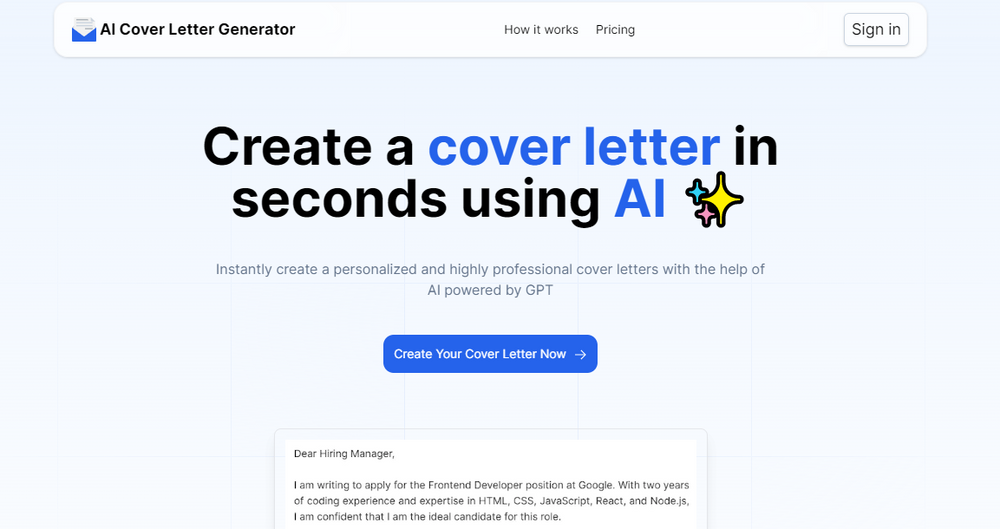 AI Cover Letter Generator
How it works
Pricing
Sign in
Create a cover letter in
seconds using AI
Instantly create a personalized and highly professional cover letters with the help of
AI powered by GPT
Create Your Cover Letter Now →
Dear Hiring Manager,
I am writing to apply for the Frontend Developer position at Google. With two years
of coding experience and expertise in HTML, CSS, JavaScript, React, and Node.js,
I am confident that I am the ideal candidate for this role.